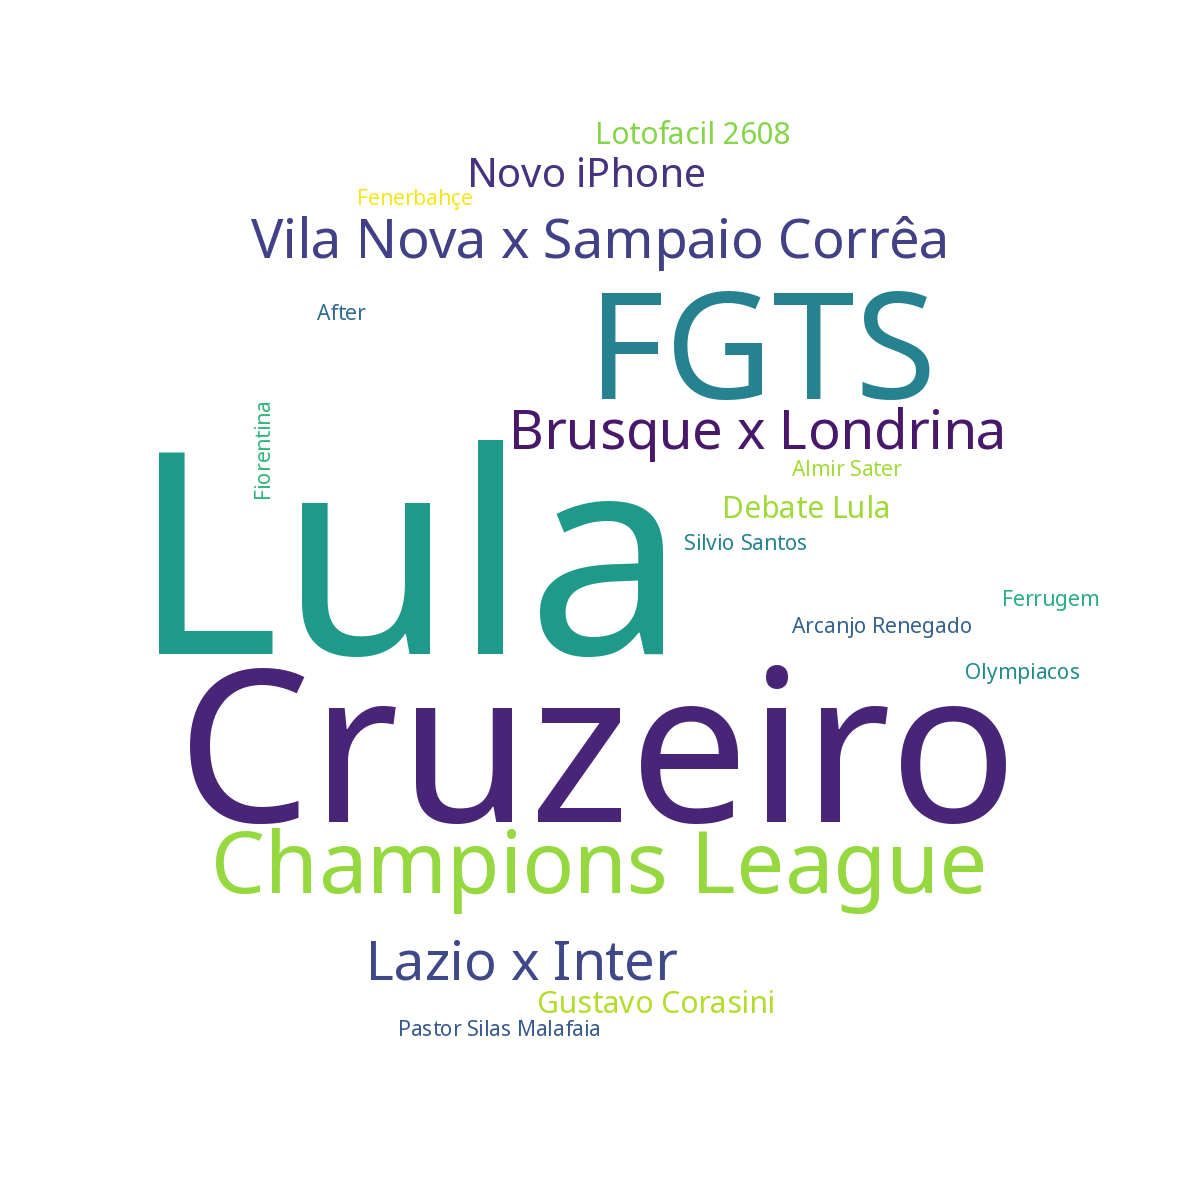 Lotofacil 2608
Novo iPhone
Fenerbahçe
Vila Nova x Sampaio Corrêa
After
FGTS
Fiorentina
Brusque x Londrina
Almir Sater
Debate Lula
Silvio Santos
Lula
Ferrugem
Arcanjo Renegado
Olympiacos
Cruzeiro
Champions League
Lazio x Inter
Gustavo Corasini
Pastor Silas Malafaia